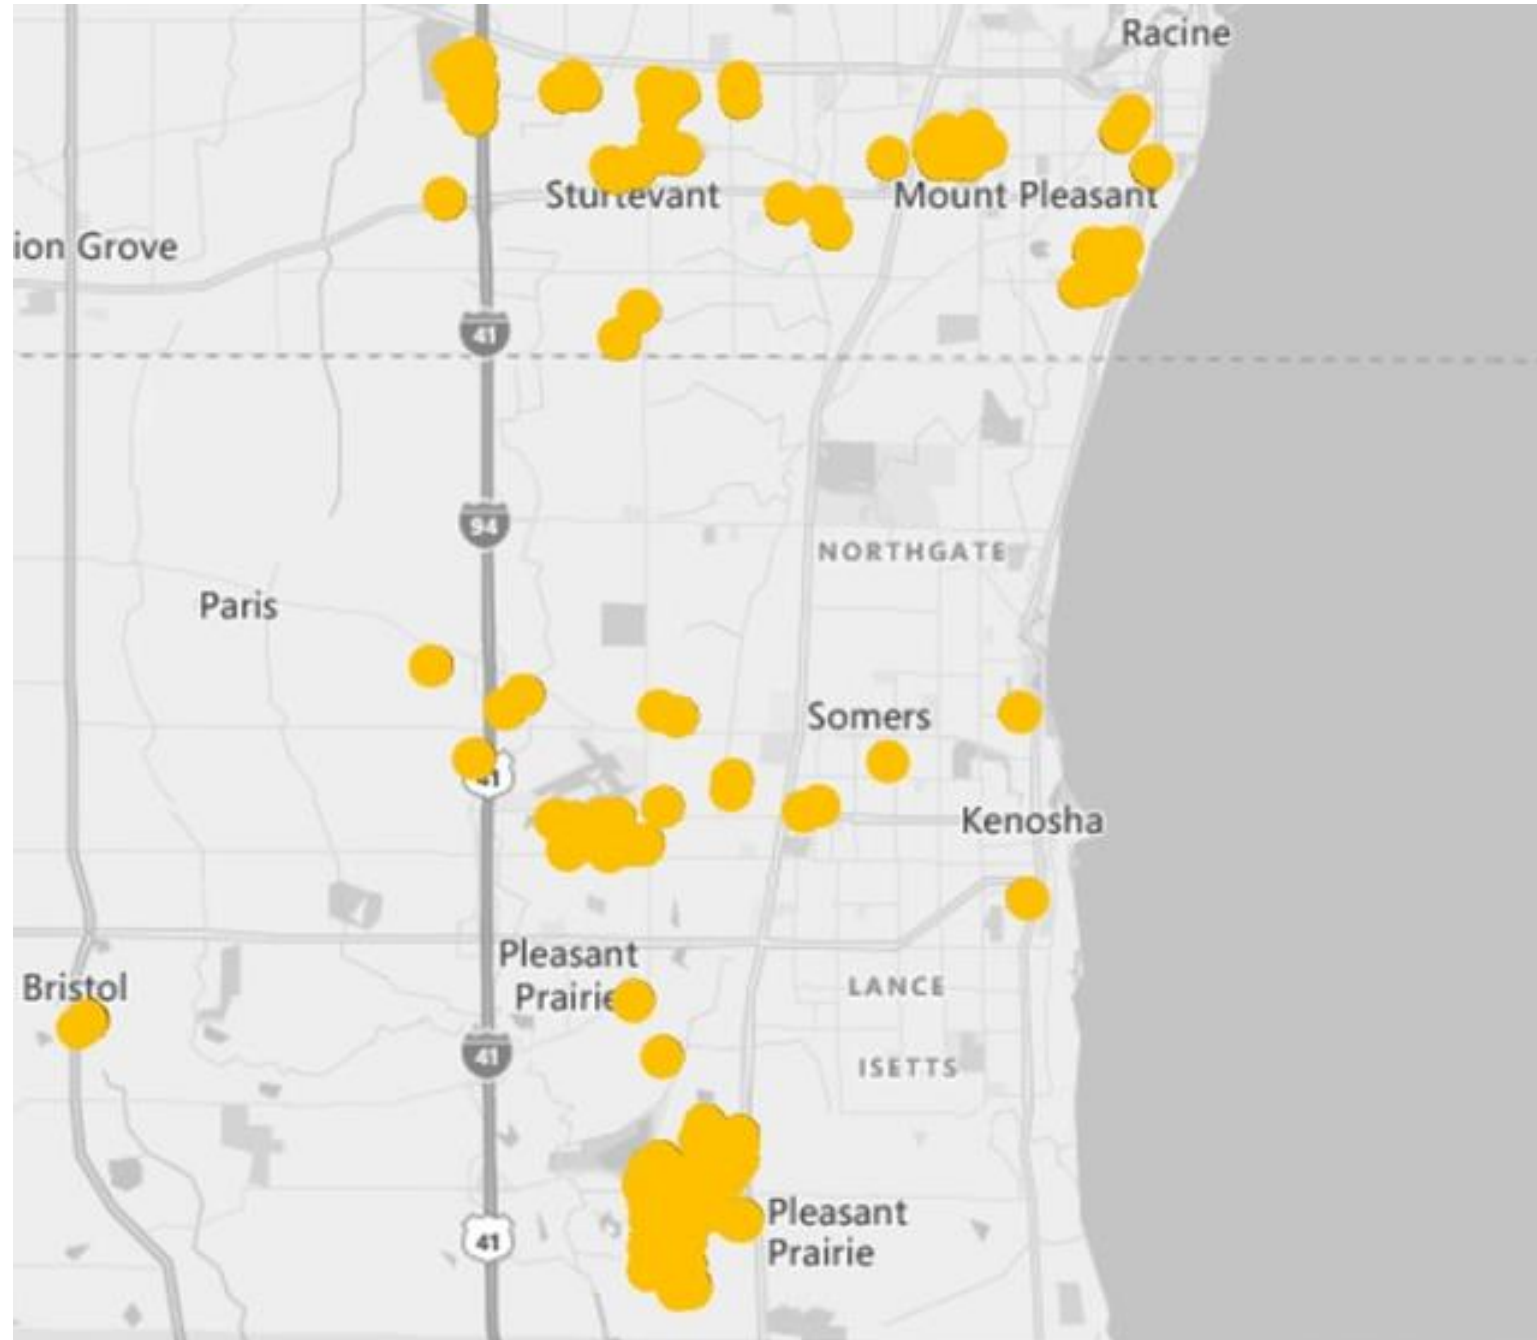 Racine
Sturtevant
Mount Pleasant
ion Grove
41
94
NORTHGATE
Paris
Somers
41
Kenosha
Pleasant
Prairie
LANCE
Bristol
41
ISETTS
Pleasant
41
Prairie